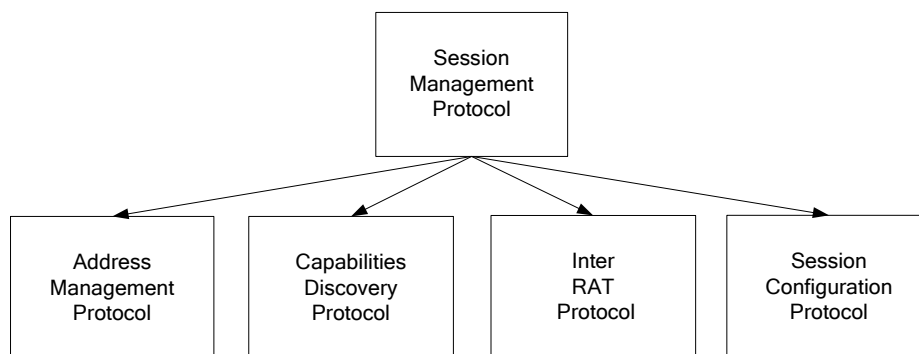 Session
Management
Protocol
Address
Management
Protocol
Capabilities
Discovery
Protocol
Inter
RAT
Protocol
Session
Configuration
Protocol